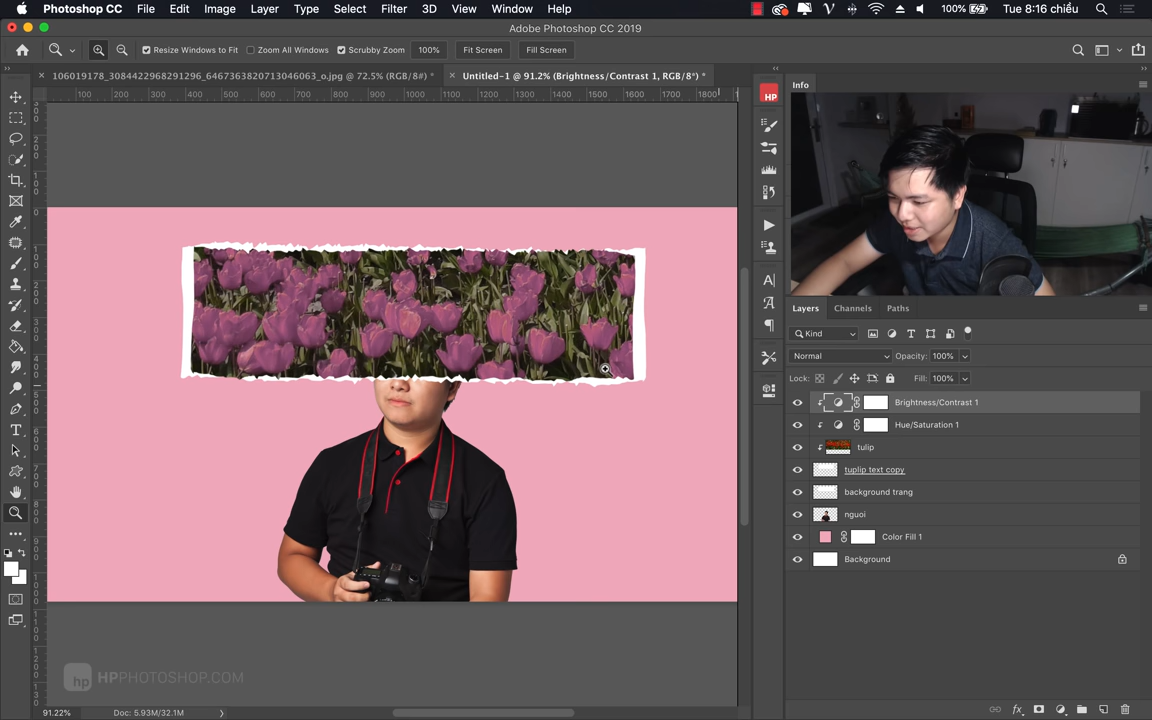 Photoshop CC File Edit Image Layer Type Select Filter 3D View Window Help
100% Tue 8:16 chiều
Adobe Photoshop CC 2019
Resize Windows to Fit Zoom All Windows Scrubby Zoom 100% Fit Screen Fill Screen
106019178_3084422968291296_6467363820713046063_o.jpg @ 72.5% (RGB/8#) *
Untitled-1 @ 91.2% (Brightness/Contrast 1, RGB/8*) *
100 200 300 400 500 600 700 800 900 1000 1100 1200 1300 1400 1500 1600 1700 1800
HP
Info
Layers Channels Paths
Kind
Normal Opacity: 100%
Lock: Fill: 100%
Brightness/Contrast 1
Hue/Saturation 1
tulip
tuplip text copy
background trang
nguoi
Color Fill 1
Background
hp HPPHOTOSHOP.COM
91.22% Doc: 5.93M/32.1M